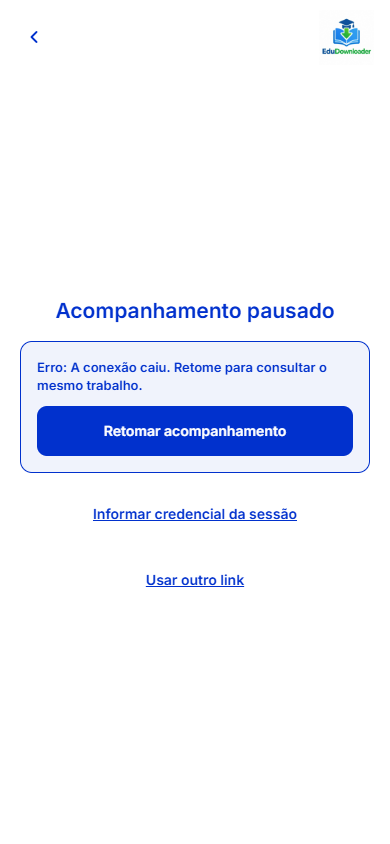 EduDownloader
Acompanhamento pausado
Erro: A conexão caiu. Retome para consultar o
mesmo trabalho.
Retomar acompanhamento
Informar credencial da sessão
Usar outro link